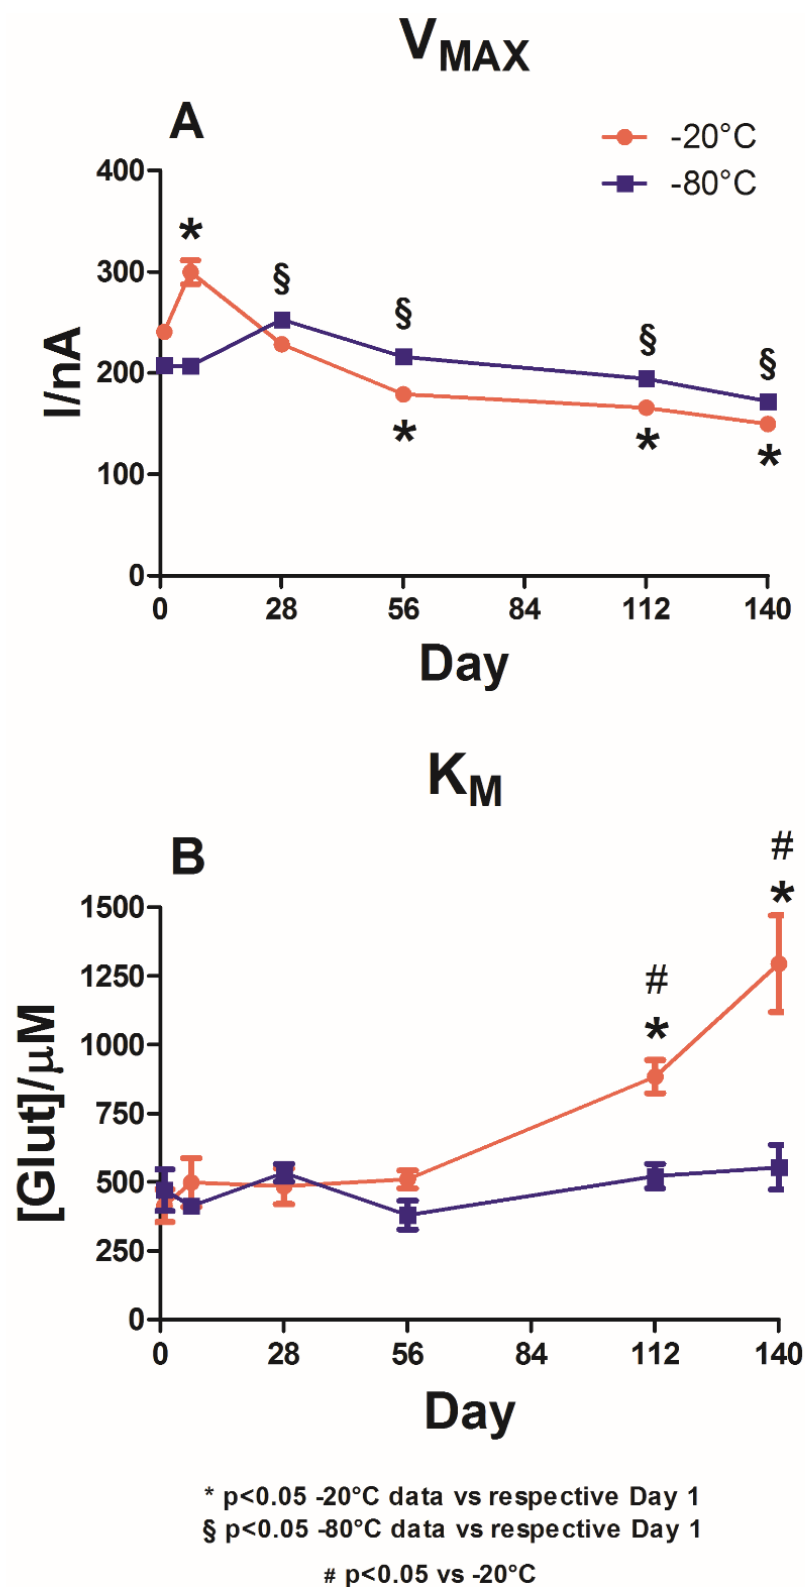 V_MAX
A
-20°C
-80°C
400
*
300
§
§
§
§
I/nA
200
*
*
*
100
0
0 28 56 84 112 140
Day
K_M
B
#
*
1500
#
*
1250
1000
[Glut]/μM
750
500
250
0
0 28 56 84 112 140
Day
* p<0.05 -20°C data vs respective Day 1
§ p<0.05 -80°C data vs respective Day 1
# p<0.05 vs -20°C